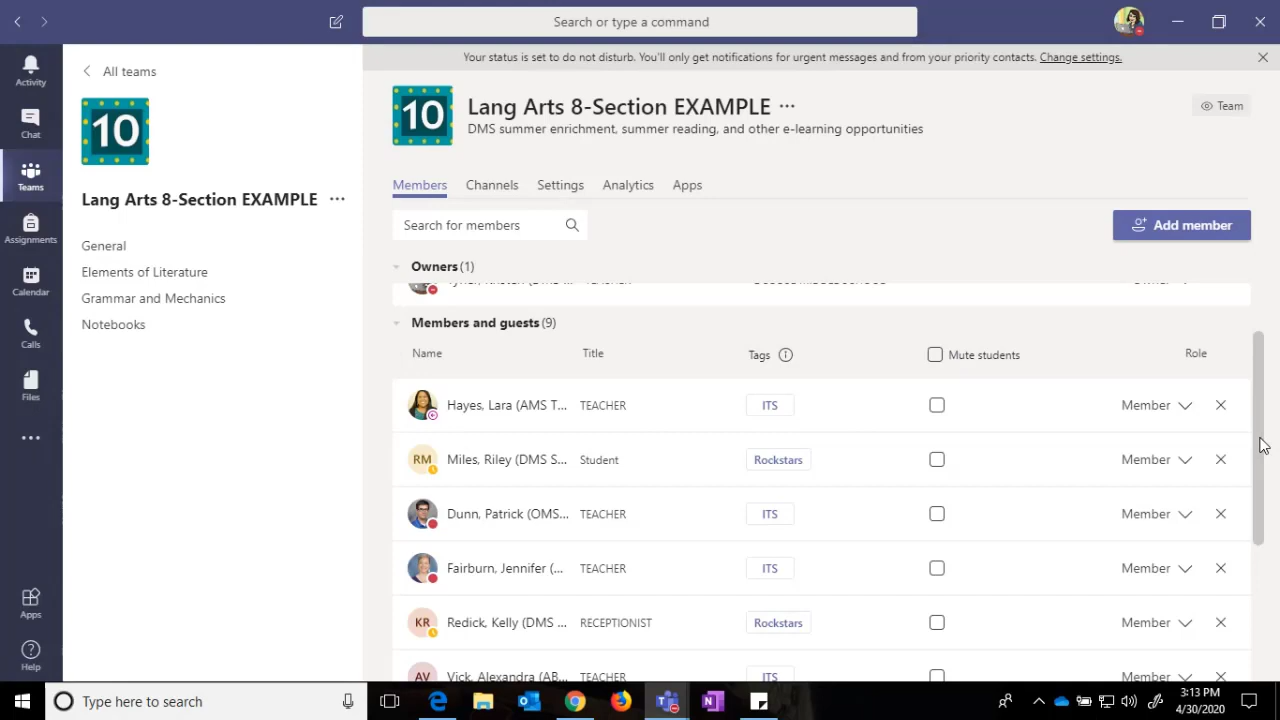 Search or type a command
Your status is set to do not disturb. You'll only get notifications for urgent messages and from your priority contacts. Change settings.
Activity
Chat
Teams
Assignments
Calendar
Calls
Files
Apps
Help
All teams
10
Lang Arts 8-Section EXAMPLE ...
General
Elements of Literature
Grammar and Mechanics
Notebooks
10
Lang Arts 8-Section EXAMPLE ...
Team
DMS summer enrichment, summer reading, and other e-learning opportunities
Members Channels Settings Analytics Apps
Search for members
Add member
Owners (1)
Members and guests (9)
Name Title Tags Mute students Role
Hayes, Lara (AMS T... TEACHER ITS Member
RM Miles, Riley (DMS S... Student Rockstars Member
Dunn, Patrick (OMS... TEACHER ITS Member
Fairburn, Jennifer (... TEACHER ITS Member
KR Redick, Kelly (DMS ... RECEPTIONIST Rockstars Member
AV Vick, Alexandra (AB... TEACHER ITS Member
Type here to search
3:13 PM
4/30/2020